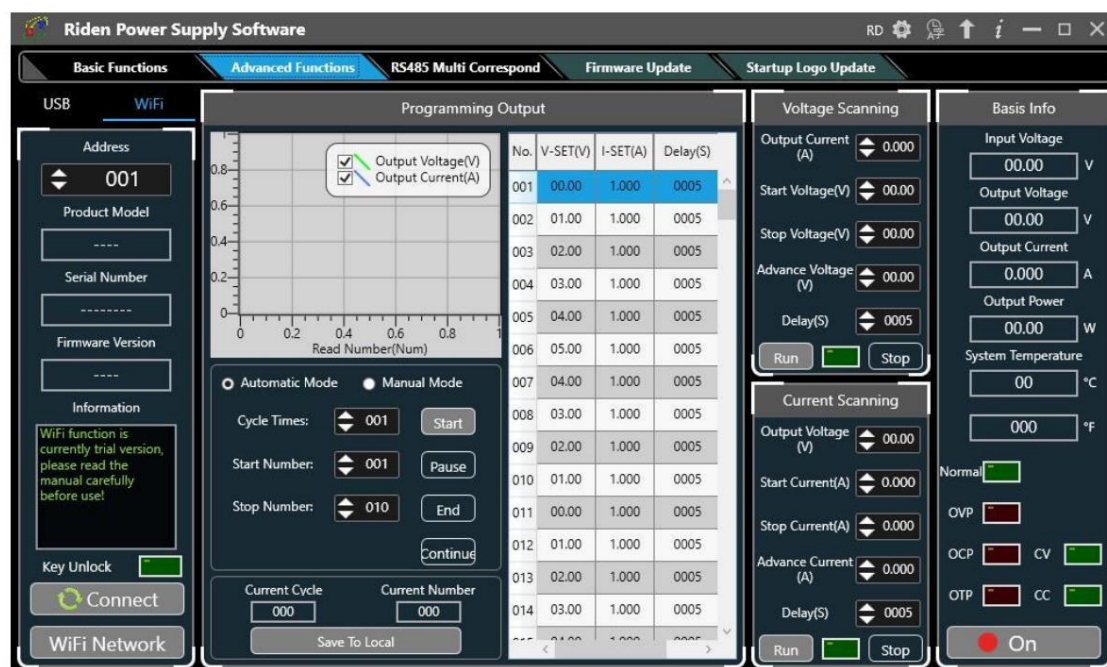 Riden Power Supply Software
RD
Basic Functions
Advanced Functions
RS485 Multi Correspond
Firmware Update
Startup Logo Update
USB
WiFi
Address
001
Product Model
----
Serial Number
--------
Firmware Version
----
Information
WiFi function is
currently trial version,
please read the
manual carefully
before use!
Key Unlock
Connect
WiFi Network
Programming Output
Output Voltage(V)
Output Current(A)
0.8
0.6
0.4
0.2
0
0 0.2 0.4 0.6 0.8 1
Read Number(Num)
Automatic Mode
Manual Mode
Cycle Times: 001 Start
Start Number: 001 Pause
Stop Number: 010 End
Continue
Current Cycle Current Number
000 000
Save To Local
No. V-SET(V) I-SET(A) Delay(S)
001 00.00 1.000 0005
002 01.00 1.000 0005
003 02.00 1.000 0005
004 03.00 1.000 0005
005 04.00 1.000 0005
006 05.00 1.000 0005
007 04.00 1.000 0005
008 03.00 1.000 0005
009 02.00 1.000 0005
010 01.00 1.000 0005
011 00.00 1.000 0005
012 01.00 1.000 0005
013 02.00 1.000 0005
014 03.00 1.000 0005
Voltage Scanning
Output Current
(A) 0.000
Start Voltage(V) 00.00
Stop Voltage(V) 00.00
Advance Voltage
(V) 00.00
Delay(S) 0005
Run Stop
Current Scanning
Output Voltage
(V) 00.00
Start Current(A) 0.000
Stop Current(A) 0.000
Advance Current
(A) 0.000
Delay(S) 0005
Run Stop
Basis Info
Input Voltage
00.00 V
Output Voltage
00.00 V
Output Current
0.000 A
Output Power
00.00 W
System Temperature
00 °C
000 °F
Normal
OVP
OCP CV
OTP CC
On